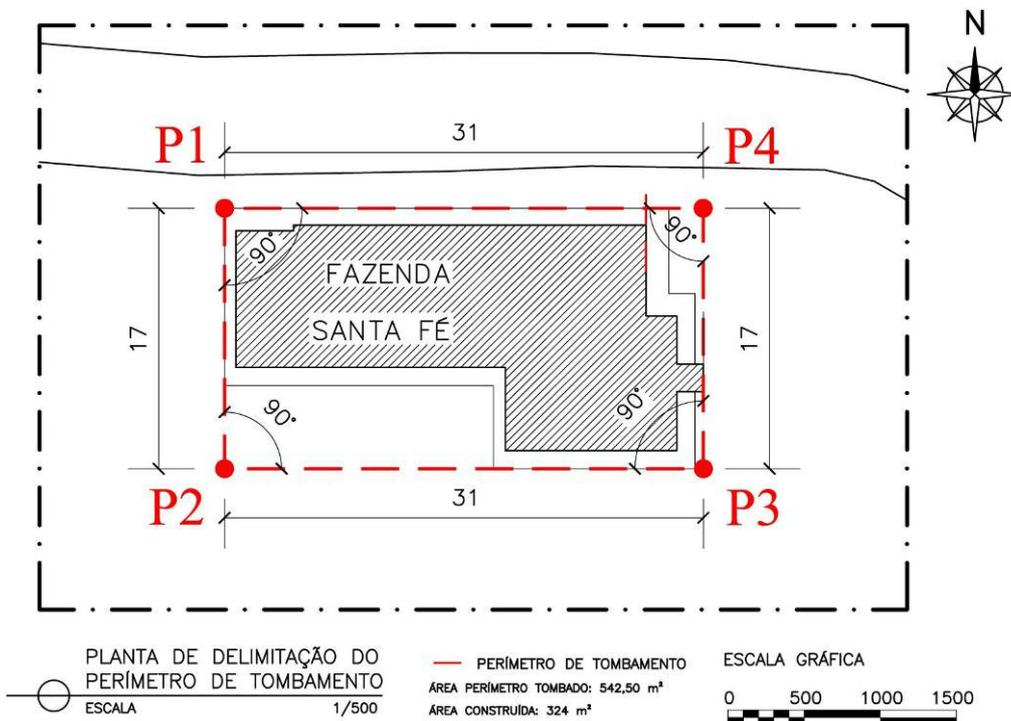 N
P1
31
P4
90°
90°
FAZENDA
SANTA FÉ
17
17
90°
90°
P2
31
P3
PLANTA DE DELIMITAÇÃO DO
PERÍMETRO DE TOMBAMENTO
ESCALA 1/500
PERÍMETRO DE TOMBAMENTO
ÁREA PERÍMETRO TOMBADO: 542,50 m²
ÁREA CONSTRUÍDA: 324 m²
ESCALA GRÁFICA
0 500 1000 1500